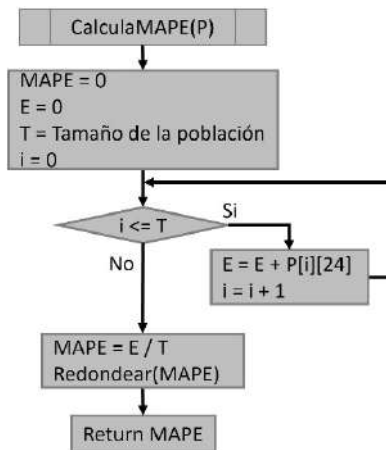 CalculaMAPE(P)
MAPE = 0
E = 0
T = Tamaño de la población
i = 0
i <= T
Si
No
E = E + P[i][24]
i = i + 1
MAPE = E / T
Redondear(MAPE)
Return MAPE